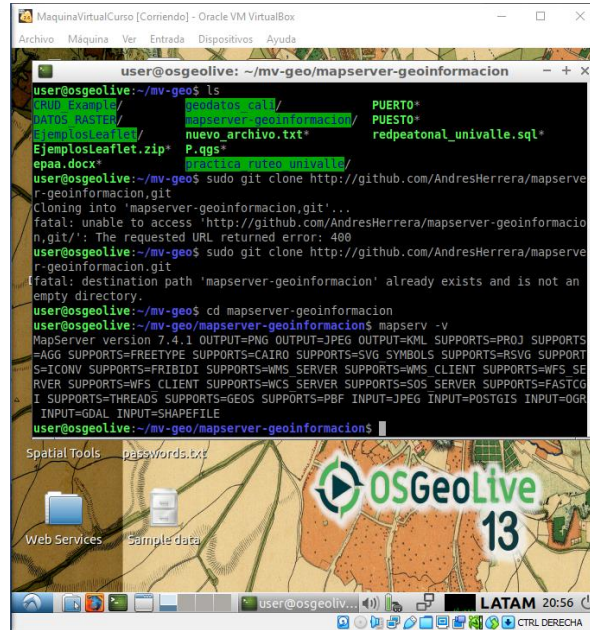 MaquinaVirtualCurso [Corriendo] - Oracle VM VirtualBox
Archivo Máquina Ver Entrada Dispositivos Ayuda
user@osgeolive: ~/mv-geo/mapserver-geoinformacion
user@osgeolive:~/mv-geo$ ls
CRUD_Example/ geodatos_cali/ PUERTO*
DATOS_RASTER/ mapserver-geoinformacion/ PUESTO*
EjemplosLeaflet/ nuevo_archivo.txt* redpeatonal_univalle.sql*
EjemplosLeaflet.zip* P.qgs*
epaa.docx* practica_ruteo_univalle/
user@osgeolive:~/mv-geo$ sudo git clone http://github.com/AndresHerrera/mapserve
r-geoinformacion,git
Cloning into 'mapserver-geoinformacion,git'...
fatal: unable to access 'http://github.com/AndresHerrera/mapserver-geoinformacio
n,git/': The requested URL returned error: 400
user@osgeolive:~/mv-geo$ sudo git clone http://github.com/AndresHerrera/mapserve
r-geoinformacion.git
fatal: destination path 'mapserver-geoinformacion' already exists and is not an
empty directory.
user@osgeolive:~/mv-geo$ cd mapserver-geoinformacion
user@osgeolive:~/mv-geo/mapserver-geoinformacion$ mapserv -v
MapServer version 7.4.1 OUTPUT=PNG OUTPUT=JPEG OUTPUT=KML SUPPORTS=PROJ SUPPORTS
=AGG SUPPORTS=FREETYPE SUPPORTS=CAIRO SUPPORTS=SVG_SYMBOLS SUPPORTS=RSVG SUPPORT
S=ICONV SUPPORTS=FRIBIDI SUPPORTS=WMS_SERVER SUPPORTS=WMS_CLIENT SUPPORTS=WFS_SE
RVER SUPPORTS=WFS_CLIENT SUPPORTS=WCS_SERVER SUPPORTS=SOS_SERVER SUPPORTS=FASTCG
I SUPPORTS=THREADS SUPPORTS=GEOS SUPPORTS=PBF INPUT=JPEG INPUT=POSTGIS INPUT=OGR
INPUT=GDAL INPUT=SHAPEFILE
user@osgeolive:~/mv-geo/mapserver-geoinformacion$
Spatial Tools passwords.txt
OSGeoLive
13
Web Services Sample data
user@osgeoliv... LATAM 20:56
CTRL DERECHA